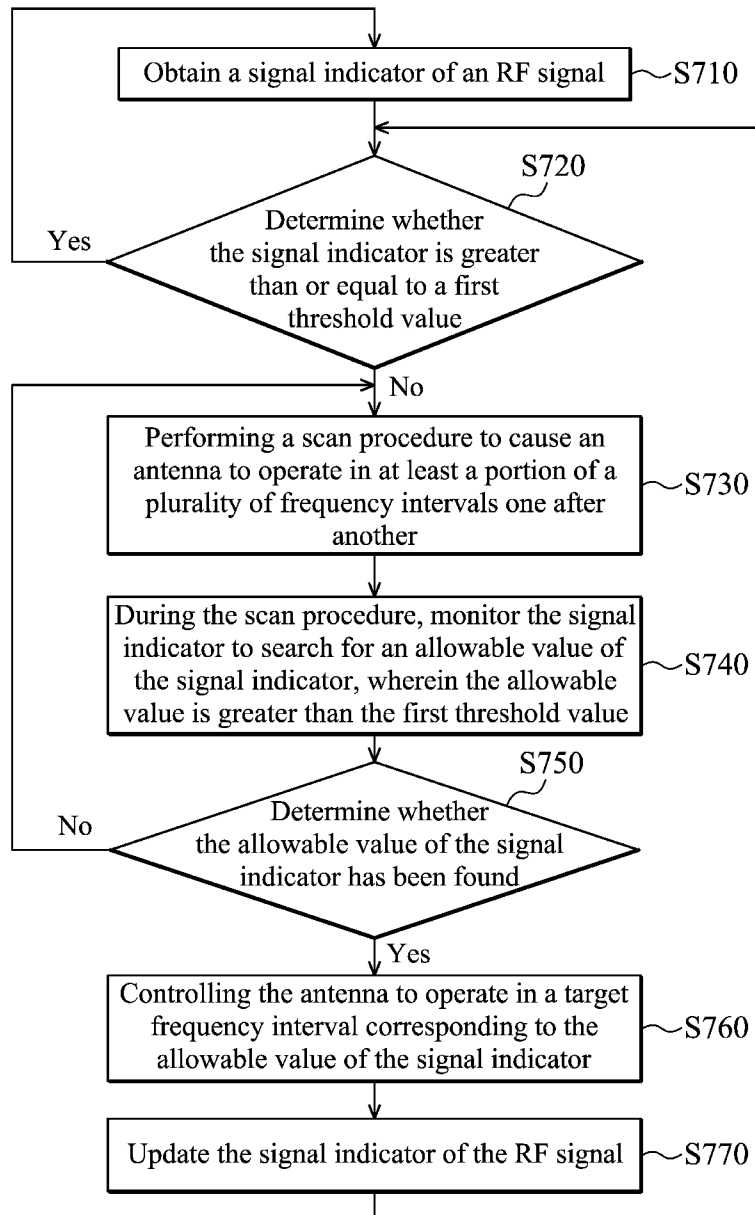 Obtain a signal indicator of an RF signal
S710
S720
Determine whether
the signal indicator is greater
than or equal to a first
threshold value
Yes
No
Performing a scan procedure to cause an
antenna to operate in at least a portion of a
plurality of frequency intervals one after
another
S730
During the scan procedure, monitor the signal
indicator to search for an allowable value of
the signal indicator, wherein the allowable
value is greater than the first threshold value
S740
S750
Determine whether
the allowable value of the signal
indicator has been found
No
Yes
Controlling the antenna to operate in a target
frequency interval corresponding to the
allowable value of the signal indicator
S760
Update the signal indicator of the RF signal
S770